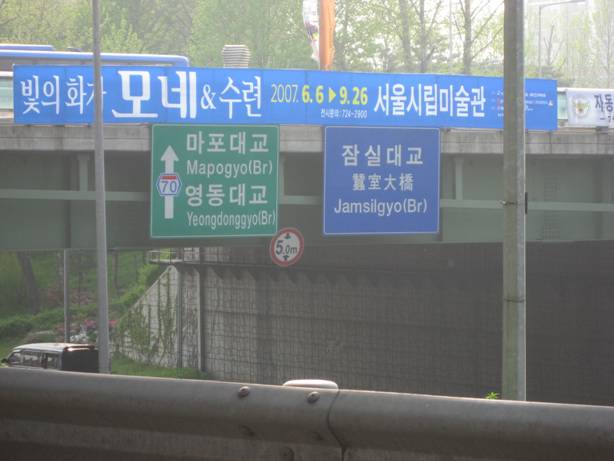 빛의 화가 모네 & 수련 2007. 6.6 ▶ 9.26 서울시립미술관
전시문의: 724-2900
자동
마포대교
Mapogyo(Br)
70
영동대교
Yeongdonggyo(Br)
잠실대교
蠶室大橋
Jamsilgyo(Br)
5.0m